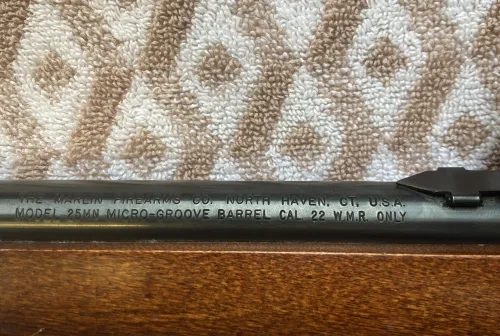 THE MARLIN FIREARMS CO. NORTH HAVEN, CT. U.S.A.
MODEL 25MN MICRO-GROOVE BARREL CAL. 22 W.M.R. ONLY